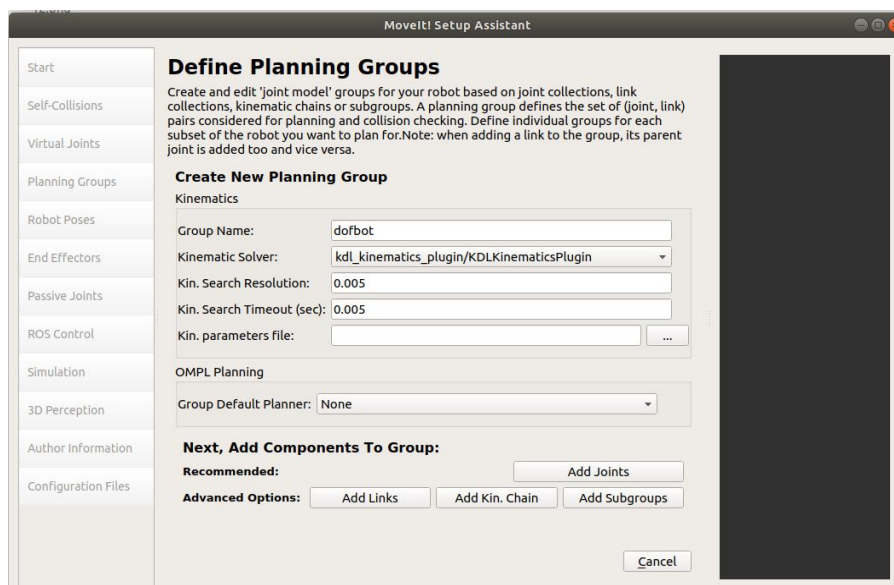 MoveIt! Setup Assistant
Start
Self-Collisions
Virtual Joints
Planning Groups
Robot Poses
End Effectors
Passive Joints
ROS Control
Simulation
3D Perception
Author Information
Configuration Files
Define Planning Groups
Create and edit 'joint model' groups for your robot based on joint collections, link
collections, kinematic chains or subgroups. A planning group defines the set of (joint, link)
pairs considered for planning and collision checking. Define individual groups for each
subset of the robot you want to plan for.Note: when adding a link to the group, its parent
joint is added too and vice versa.
Create New Planning Group
Kinematics
Group Name: dofbot
Kinematic Solver: kdl_kinematics_plugin/KDLKinematicsPlugin
Kin. Search Resolution: 0.005
Kin. Search Timeout (sec): 0.005
Kin. parameters file: ...
OMPL Planning
Group Default Planner: None
Next, Add Components To Group:
Recommended: Add Joints
Advanced Options: Add Links Add Kin. Chain Add Subgroups
Cancel